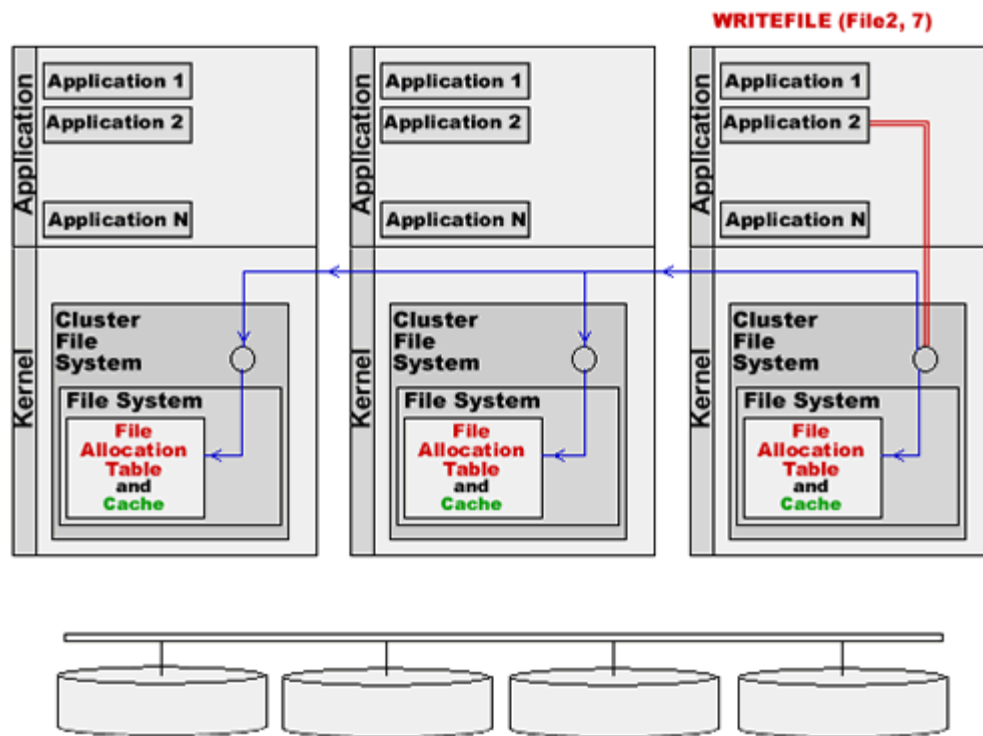 WRITEFILE (File2, 7)
Application
Application 1
Application 2
Application N
Kernel
Cluster
File
System
File System
File
Allocation
Table
and
Cache
Application
Application 1
Application 2
Application N
Kernel
Cluster
File
System
File System
File
Allocation
Table
and
Cache
Application
Application 1
Application 2
Application N
Kernel
Cluster
File
System
File System
File
Allocation
Table
and
Cache